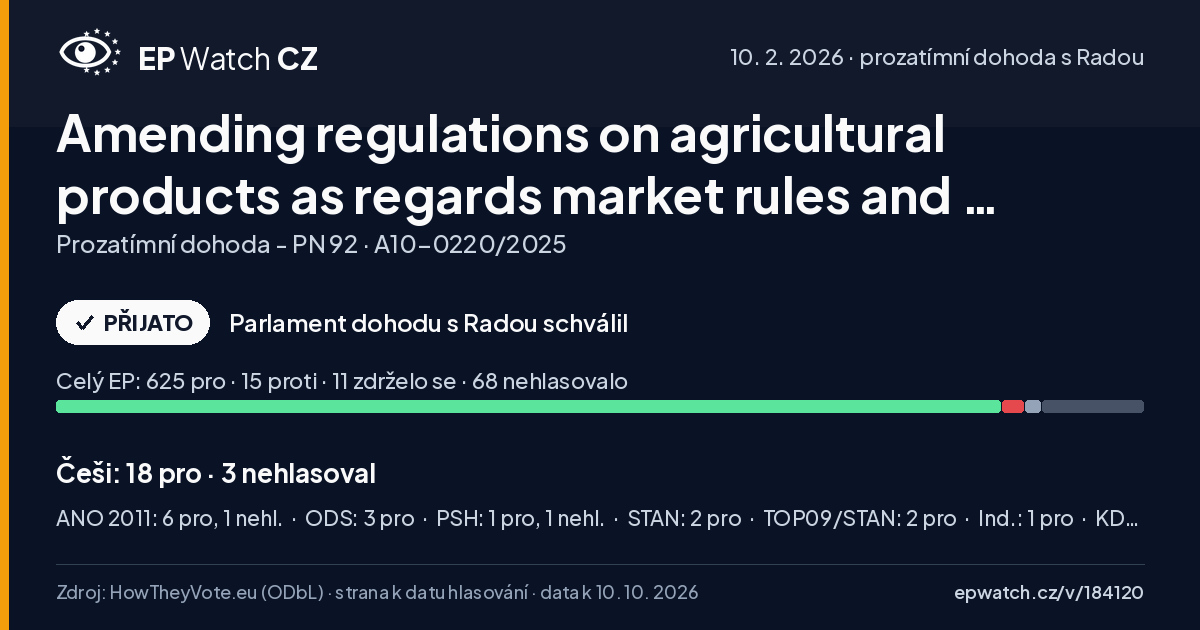 EP Watch CZ
10. 2. 2026 · prozatímní dohoda s Radou
Amending regulations on agricultural
products as regards market rules and …
Prozatímní dohoda – PN 92 · A10–0220/2025
✓ PŘIJATO
Parlament dohodu s Radou schválil
Celý EP: 625 pro · 15 proti · 11 zdrželo se · 68 nehlasovalo
Češi: 18 pro · 3 nehlasoval
ANO 2011: 6 pro, 1 nehl. · ODS: 3 pro · PSH: 1 pro, 1 nehl. · STAN: 2 pro · TOP09/STAN: 2 pro · Ind.: 1 pro · KD…
Zdroj: HowTheyVote.eu (ODbL) · strana k datu hlasování · data k 10. 10. 2026
epwatch.cz/v/184120